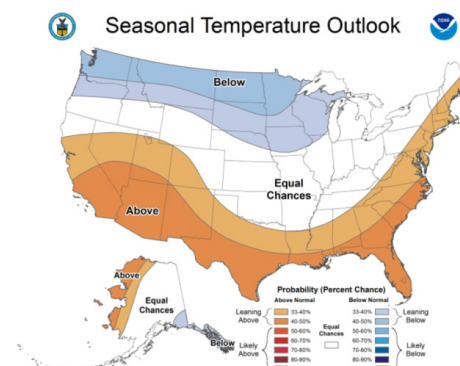 Seasonal Temperature Outlook
noaa
Below
Equal
Chances
Above
Above
Equal
Chances
Below
Probability (Percent Chance)
Above Normal
Below Normal
Leaning
Above
33-40%
40-50%
Likely
Above
50-60%
60-70%
70-80%
80-90%
Equal
Chances
33-40%
40-50%
Leaning
Below
50-60%
60-70%
70-80%
80-90%
Likely
Below